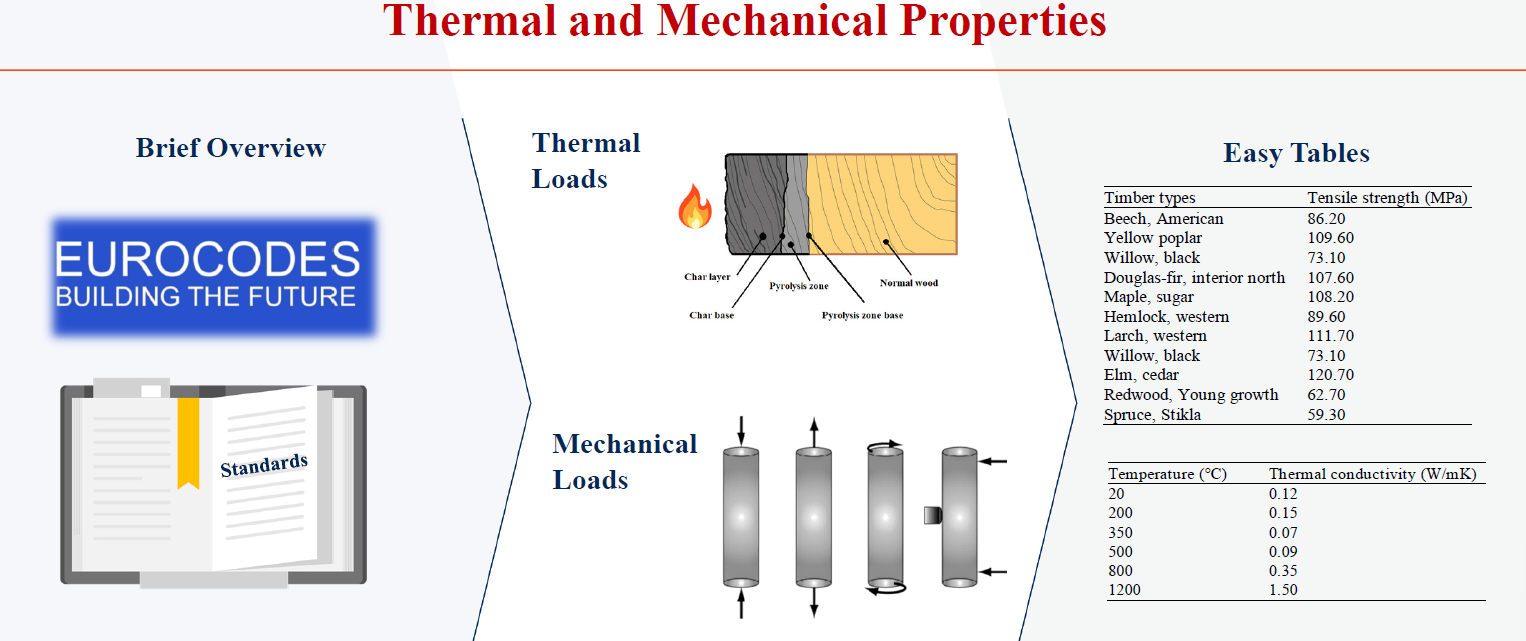 Thermal and Mechanical Properties
Brief Overview
EUROCODES
BUILDING THE FUTURE
Standards
Thermal
Loads
Char layer
Pyrolysis zone
Normal wood
Char base
Pyrolysis zone base
Mechanical
Loads
Easy Tables
Timber types Tensile strength (MPa)
Beech, American 86.20
Yellow poplar 109.60
Willow, black 73.10
Douglas-fir, interior north 107.60
Maple, sugar 108.20
Hemlock, western 89.60
Larch, western 111.70
Willow, black 73.10
Elm, cedar 120.70
Redwood, Young growth 62.70
Spruce, Stikla 59.30
Temperature (℃) Thermal conductivity (W/mK)
20 0.12
200 0.15
350 0.07
500 0.09
800 0.35
1200 1.50